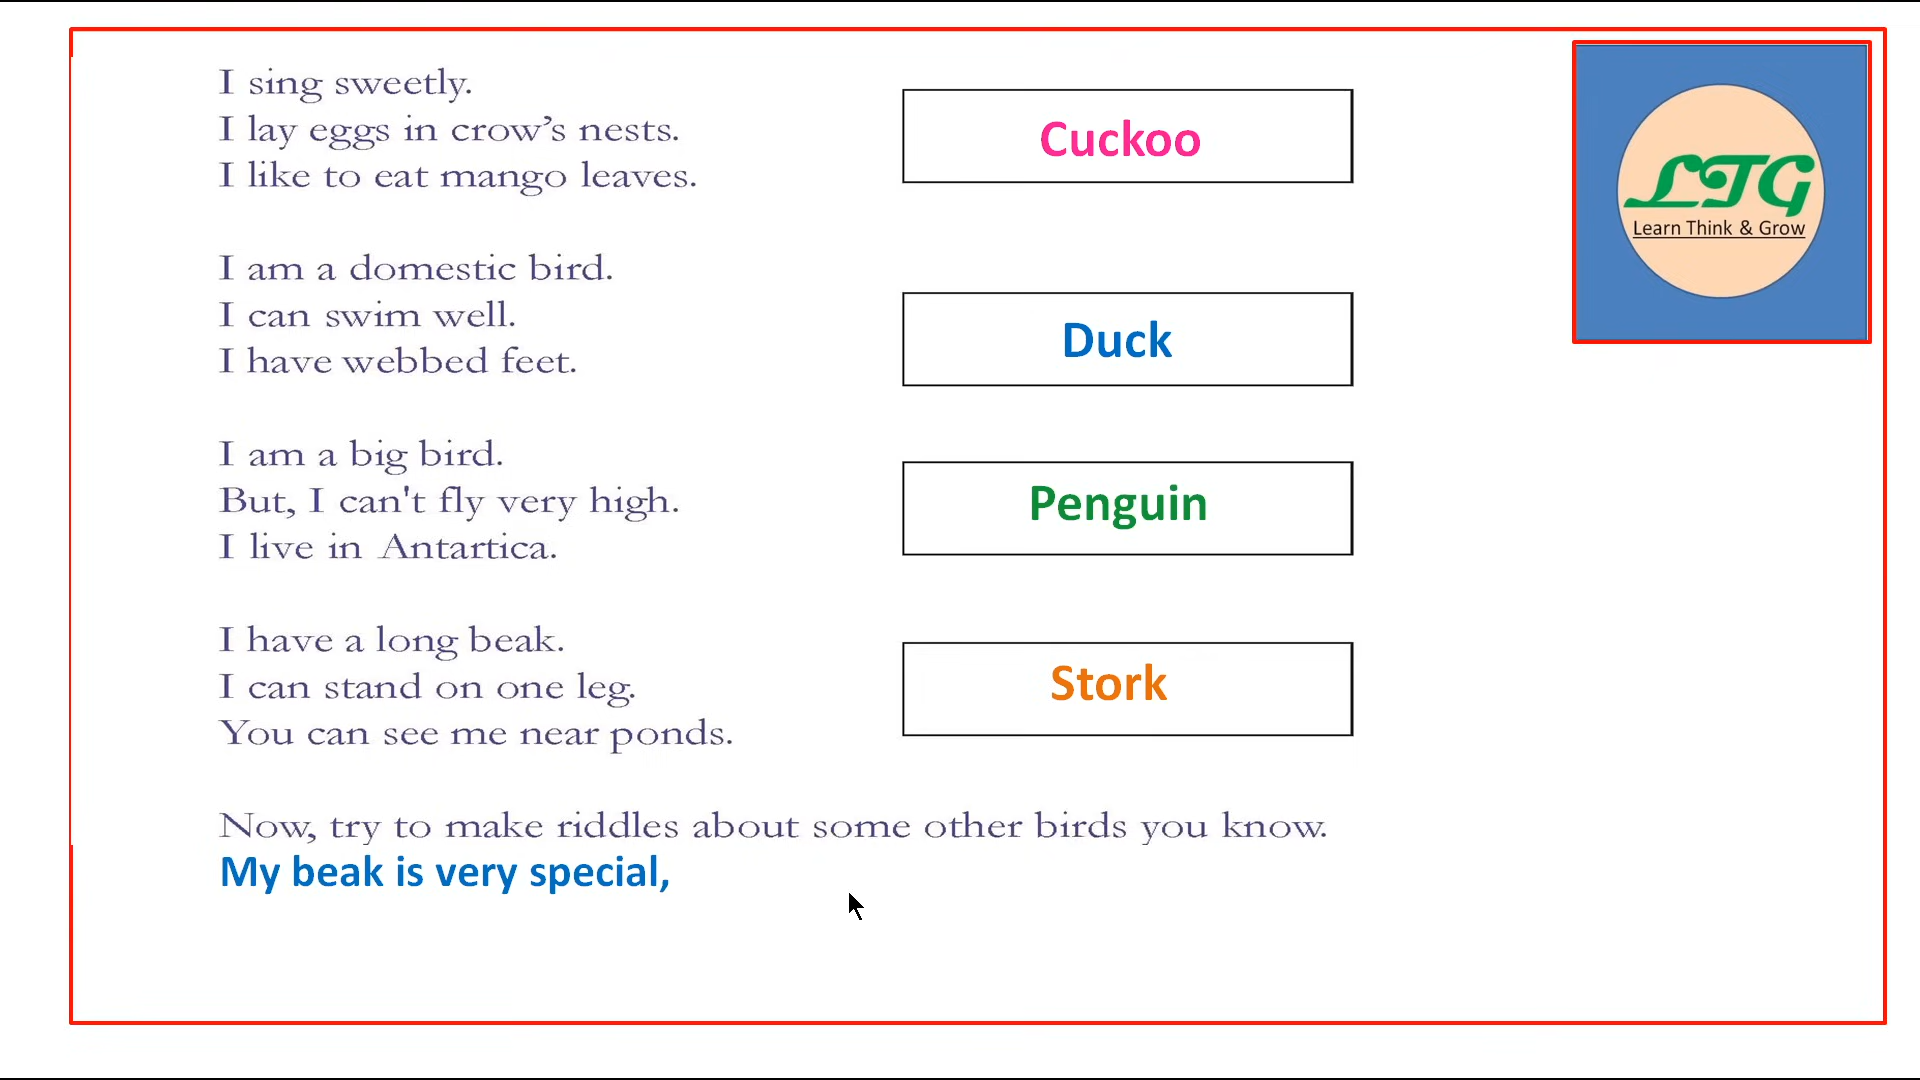 I sing sweetly.
I lay eggs in crow’s nests.
I like to eat mango leaves.
Cuckoo
LTG
Learn Think & Grow
I am a domestic bird.
I can swim well.
I have webbed feet.
Duck
I am a big bird.
But, I can't fly very high.
I live in Antartica.
Penguin
I have a long beak.
I can stand on one leg.
You can see me near ponds.
Stork
Now, try to make riddles about some other birds you know.
My beak is very special,